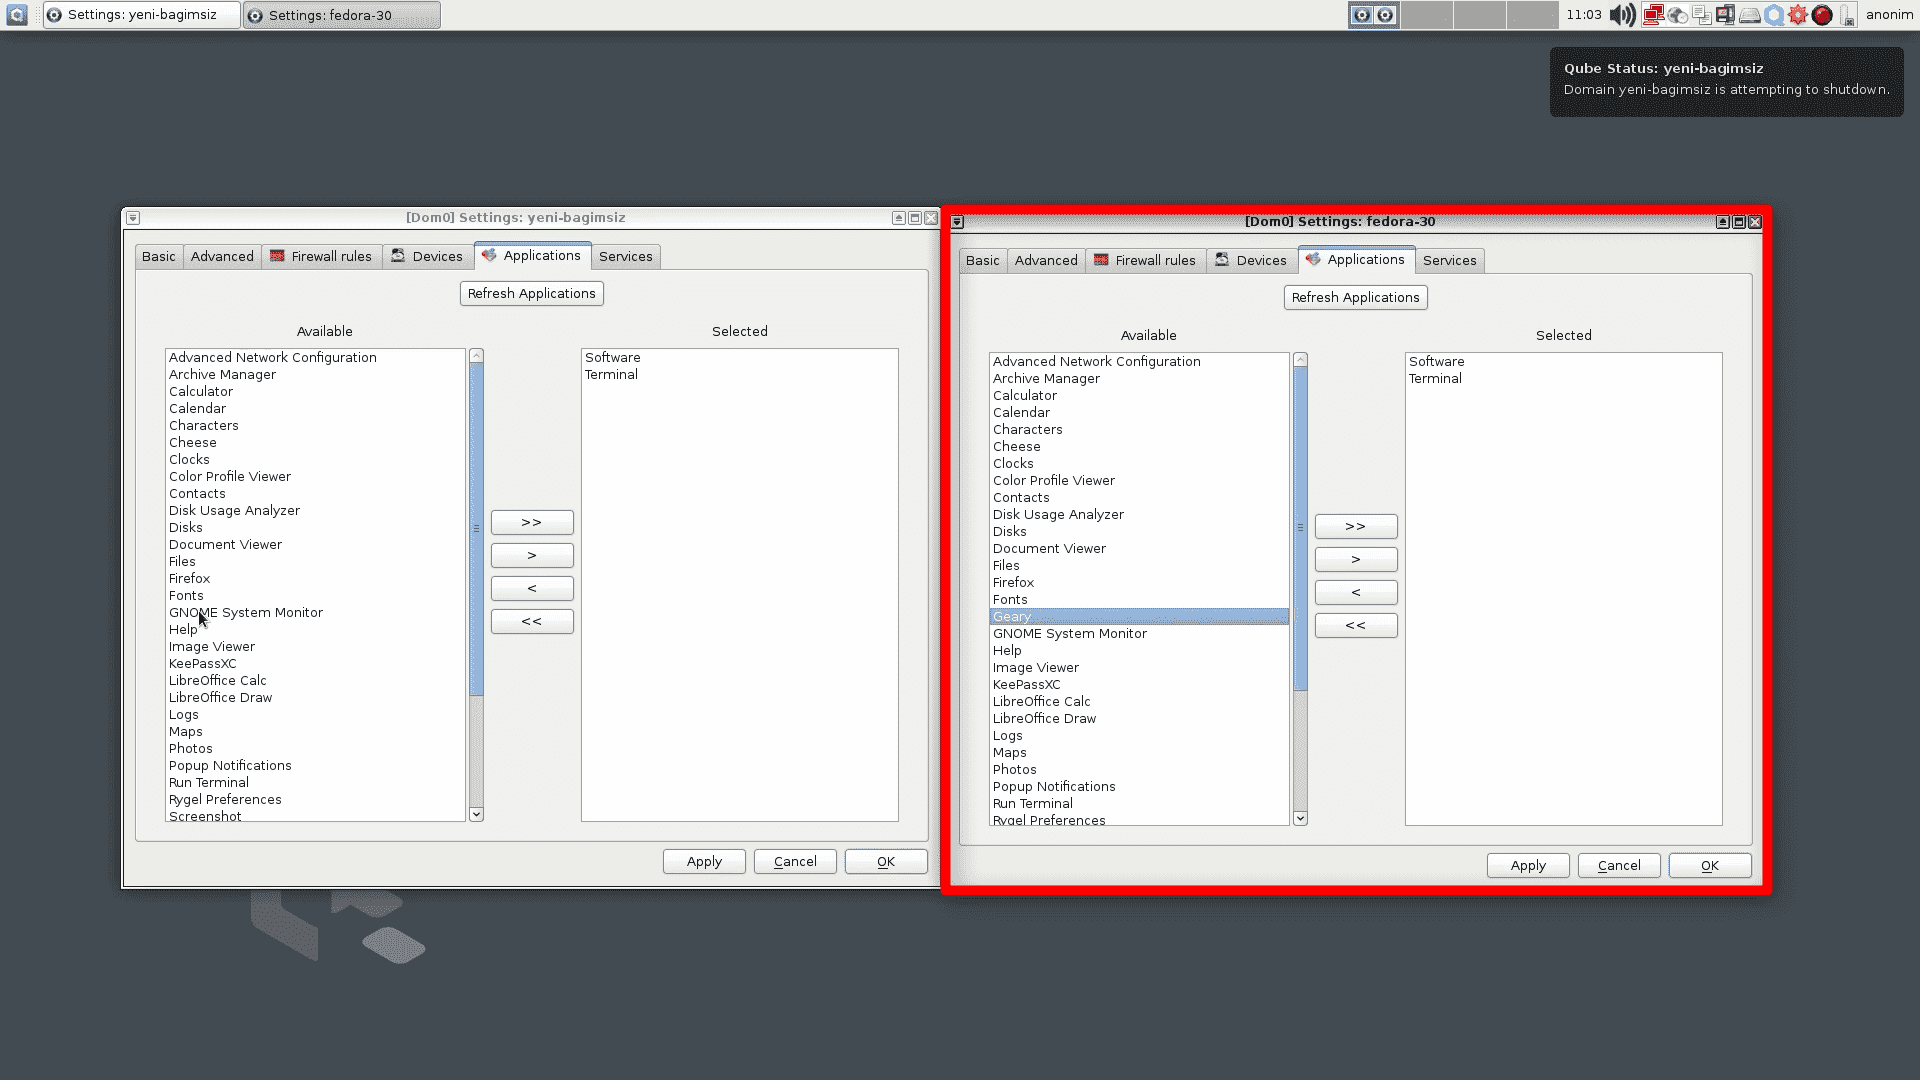 Settings: yeni-bagimsiz
Settings: fedora-30
11:03
anonim
Qube Status: yeni-bagimsiz
Domain yeni-bagimsiz is attempting to shutdown.
[Dom0] Settings: yeni-bagimsiz
Basic
Advanced
Firewall rules
Devices
Applications
Services
Refresh Applications
Available
Selected
Advanced Network Configuration
Archive Manager
Calculator
Calendar
Characters
Cheese
Clocks
Color Profile Viewer
Contacts
Disk Usage Analyzer
Disks
Document Viewer
Files
Firefox
Fonts
GNOME System Monitor
Help
Image Viewer
KeePassXC
LibreOffice Calc
LibreOffice Draw
Logs
Maps
Photos
Popup Notifications
Run Terminal
Rygel Preferences
Screenshot
>>
>
<
<<
Software
Terminal
Apply
Cancel
OK
[Dom0] Settings: fedora-30
Basic
Advanced
Firewall rules
Devices
Applications
Services
Refresh Applications
Available
Selected
Advanced Network Configuration
Archive Manager
Calculator
Calendar
Characters
Cheese
Clocks
Color Profile Viewer
Contacts
Disk Usage Analyzer
Disks
Document Viewer
Files
Firefox
Fonts
Geary
GNOME System Monitor
Help
Image Viewer
KeePassXC
LibreOffice Calc
LibreOffice Draw
Logs
Maps
Photos
Popup Notifications
Run Terminal
Rygel Preferences
>>
>
<
<<
Software
Terminal
Apply
Cancel
OK